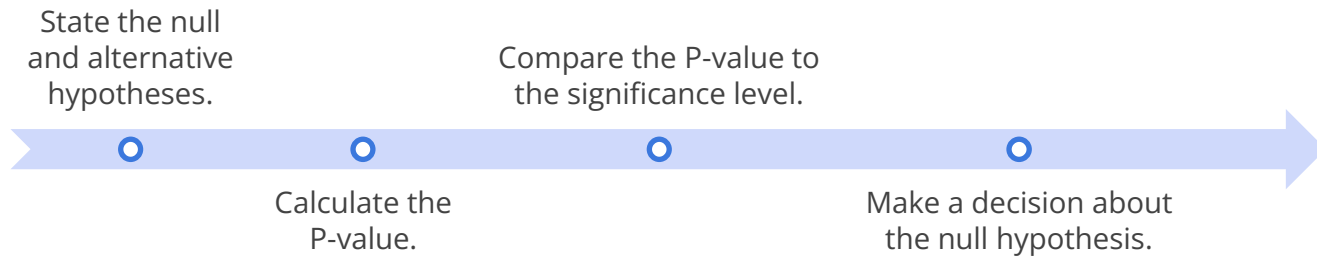 State the null
and alternative
hypotheses.
Calculate the
P-value.
Compare the P-value to
the significance level.
Make a decision about
the null hypothesis.